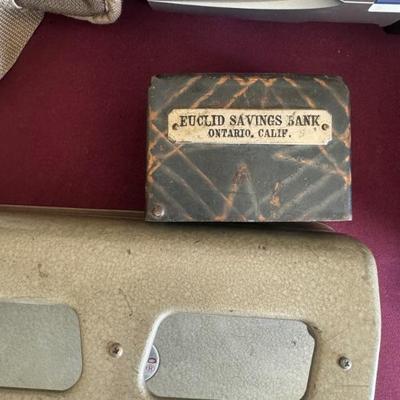 EUCLID SAVINGS BANK
ONTARIO, CALIF.